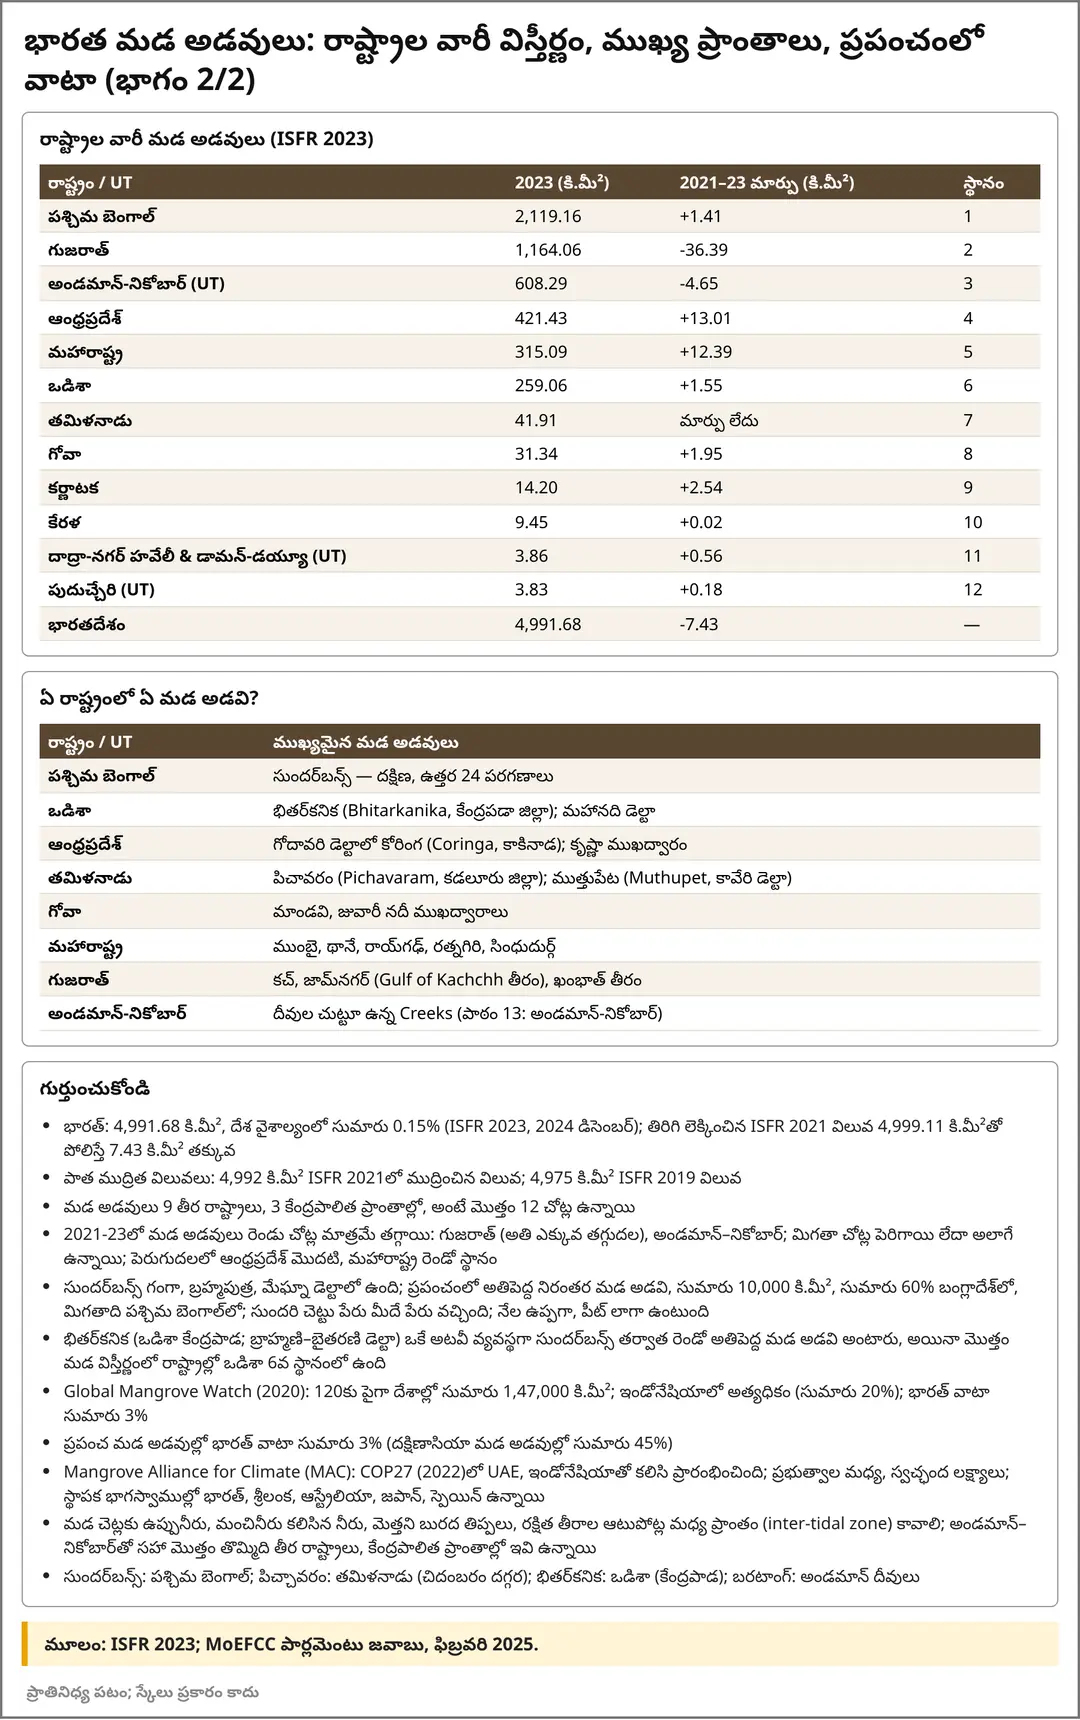 భారత మడ అడవులు: రాష్ట్రాల వారీ విస్తీర్ణం, ముఖ్య ప్రాంతాలు, ప్రపంచంలో
వాటా (భాగం 2/2)
రాష్ట్రాల వారీ మడ అడవులు (ISFR 2023)
రాష్ట్రం / UT 2023 (కి.మీ²) 2021–23 మార్పు (కి.మీ²) స్థానం
పశ్చిమ బెంగాల్ 2,119.16 +1.41 1
గుజరాత్ 1,164.06 -36.39 2
అండమాన్-నికోబార్ (UT) 608.29 -4.65 3
ఆంధ్రప్రదేశ్ 421.43 +13.01 4
మహారాష్ట్ర 315.09 +12.39 5
ఒడిశా 259.06 +1.55 6
తమిళనాడు 41.91 మార్పు లేదు 7
గోవా 31.34 +1.95 8
కర్ణాటక 14.20 +2.54 9
కేరళ 9.45 +0.02 10
దాద్రా-నగర్ హవేలీ & డామన్-డయ్యూ (UT) 3.86 +0.56 11
పుదుచ్చేరి (UT) 3.83 +0.18 12
భారతదేశం 4,991.68 -7.43 —
ఏ రాష్ట్రంలో ఏ మడ అడవి?
రాష్ట్రం / UT ముఖ్యమైన మడ అడవులు
పశ్చిమ బెంగాల్ సుందర్‌బన్స్ — దక్షిణ, ఉత్తర 24 పరగణాలు
ఒడిశా భితర్‌కనిక (Bhitarkanika, కేంద్రపడా జిల్లా); మహానది డెల్టా
ఆంధ్రప్రదేశ్ గోదావరి డెల్టాలో కోరింగ (Coringa, కాకినాడ); కృష్ణా ముఖద్వారం
తమిళనాడు పిచావరం (Pichavaram, కడలూరు జిల్లా); ముత్తుపేట (Muthupet, కావేరి డెల్టా)
గోవా మాండవి, జువారీ నదీ ముఖద్వారాలు
మహారాష్ట్ర ముంబై, థానే, రాయ్‌గఢ్, రత్నగిరి, సింధుదుర్గ్
గుజరాత్ కచ్, జామ్‌నగర్ (Gulf of Kachchh తీరం), ఖంభాత్ తీరం
అండమాన్-నికోబార్ దీవుల చుట్టూ ఉన్న Creeks (పాఠం 13: అండమాన్-నికోబార్)
గుర్తుంచుకోండి
• భారత్: 4,991.68 కి.మీ², దేశ వైశాల్యంలో సుమారు 0.15% (ISFR 2023, 2024 డిసెంబర్); తిరిగి లెక్కించిన ISFR 2021 విలువ 4,999.11 కి.మీ²తో
పోలిస్తే 7.43 కి.మీ² తక్కువ
• పాత ముద్రిత విలువలు: 4,992 కి.మీ² ISFR 2021లో ముద్రించిన విలువ; 4,975 కి.మీ² ISFR 2019 విలువ
• మడ అడవులు 9 తీర రాష్ట్రాలు, 3 కేంద్రపాలిత ప్రాంతాల్లో, అంటే మొత్తం 12 చోట్ల ఉన్నాయి
• 2021-23లో మడ అడవులు రెండు చోట్ల మాత్రమే తగ్గాయి: గుజరాత్ (అతి ఎక్కువ తగ్గుదల), అండమాన్–నికోబార్; మిగతా చోట్ల పెరిగాయి లేదా అలాగే
ఉన్నాయి; పెరుగుదలలో ఆంధ్రప్రదేశ్ మొదటి, మహారాష్ట్ర రెండో స్థానం
• సుందర్‌బన్స్ గంగా, బ్రహ్మపుత్ర, మేఘ్నా డెల్టాలో ఉంది; ప్రపంచంలో అతిపెద్ద నిరంతర మడ అడవి, సుమారు 10,000 కి.మీ², సుమారు 60% బంగ్లాదేశ్‌లో,
మిగతాది పశ్చిమ బెంగాల్‌లో; సుందరి చెట్టు పేరు మీదే పేరు వచ్చింది; నేల ఉప్పగా, పీట్ లాగా ఉంటుంది
• భితర్‌కనిక (ఒడిశా కేంద్రపాడ; బ్రాహ్మణి–బైతరణి డెల్టా) ఒకే అటవీ వ్యవస్థగా సుందర్‌బన్స్ తర్వాత రెండో అతిపెద్ద మడ అడవి అంటారు, అయినా మొత్తం
మడ విస్తీర్ణంలో రాష్ట్రాల్లో ఒడిశా 6వ స్థానంలో ఉంది
• Global Mangrove Watch (2020): 120కు పైగా దేశాల్లో సుమారు 1,47,000 కి.మీ²; ఇండోనేషియాలో అత్యధికం (సుమారు 20%); భారత్ వాటా
సుమారు 3%
• ప్రపంచ మడ అడవుల్లో భారత్ వాటా సుమారు 3% (దక్షిణాసియా మడ అడవుల్లో సుమారు 45%)
• Mangrove Alliance for Climate (MAC): COP27 (2022)లో UAE, ఇండోనేషియాతో కలిసి ప్రారంభించింది; ప్రభుత్వాల మధ్య, స్వచ్ఛంద లక్ష్యాలు;
స్థాపక భాగస్వాముల్లో భారత్, శ్రీలంక, ఆస్ట్రేలియా, జపాన్, స్పెయిన్ ఉన్నాయి
• మడ చెట్లకు ఉప్పునీరు, మంచినీరు కలిసిన నీరు, మెత్తని బురద తిప్పలు, రక్షిత తీరాల ఆటుపోట్ల మధ్య ప్రాంతం (inter-tidal zone) కావాలి; అండమాన్–
నికోబార్‌తో సహా మొత్తం తొమ్మిది తీర రాష్ట్రాలు, కేంద్రపాలిత ప్రాంతాల్లో ఇవి ఉన్నాయి
• సుందర్‌బన్స్: పశ్చిమ బెంగాల్; పిచ్చావరం: తమిళనాడు (చిదంబరం దగ్గర); భితర్‌కనిక: ఒడిశా (కేంద్రపాడ); బరటాంగ్: అండమాన్ దీవులు
మూలం: ISFR 2023; MoEFCC పార్లమెంటు జవాబు, ఫిబ్రవరి 2025.
ప్రాతినిధ్య పటం; స్కేలు ప్రకారం కాదు